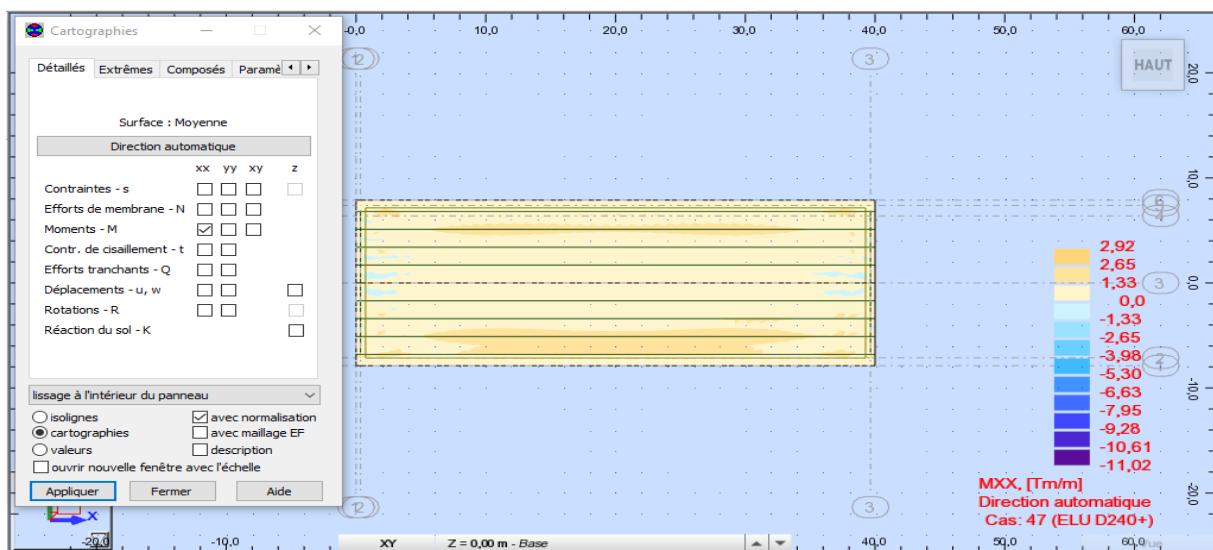 Cartographies
Détaillés Extrêmes Composés Paramè
Surface : Moyenne
Direction automatique
xx yy xy z
Contraintes - s
Efforts de membrane - N
Moments - M
Contr. de cisaillement - t
Efforts tranchants - Q
Déplacements - u, w
Rotations - R
Réaction du sol - K
lissage à l'intérieur du panneau
isolignes avec normalisation
cartographies avec maillage EF
valeurs description
ouvrir nouvelle fenêtre avec l'échelle
Appliquer Fermer Aide
-0,0 10,0 20,0 30,0 40,0 50,0 60,0
3
HAUT
20,0
10,0
0,0
-10,0
-20,0
3
2,92
2,65
1,33
0,0
-1,33
-2,65
-3,98
-5,30
-6,63
-7,95
-9,28
-10,61
-11,02
MXX, [Tm/m]
Direction automatique
Cas: 47 (ELU D240+)
3
X
-20,0 -10,0
XY Z = 0,00 m - Base
40,0 50,0 60,0
Vue